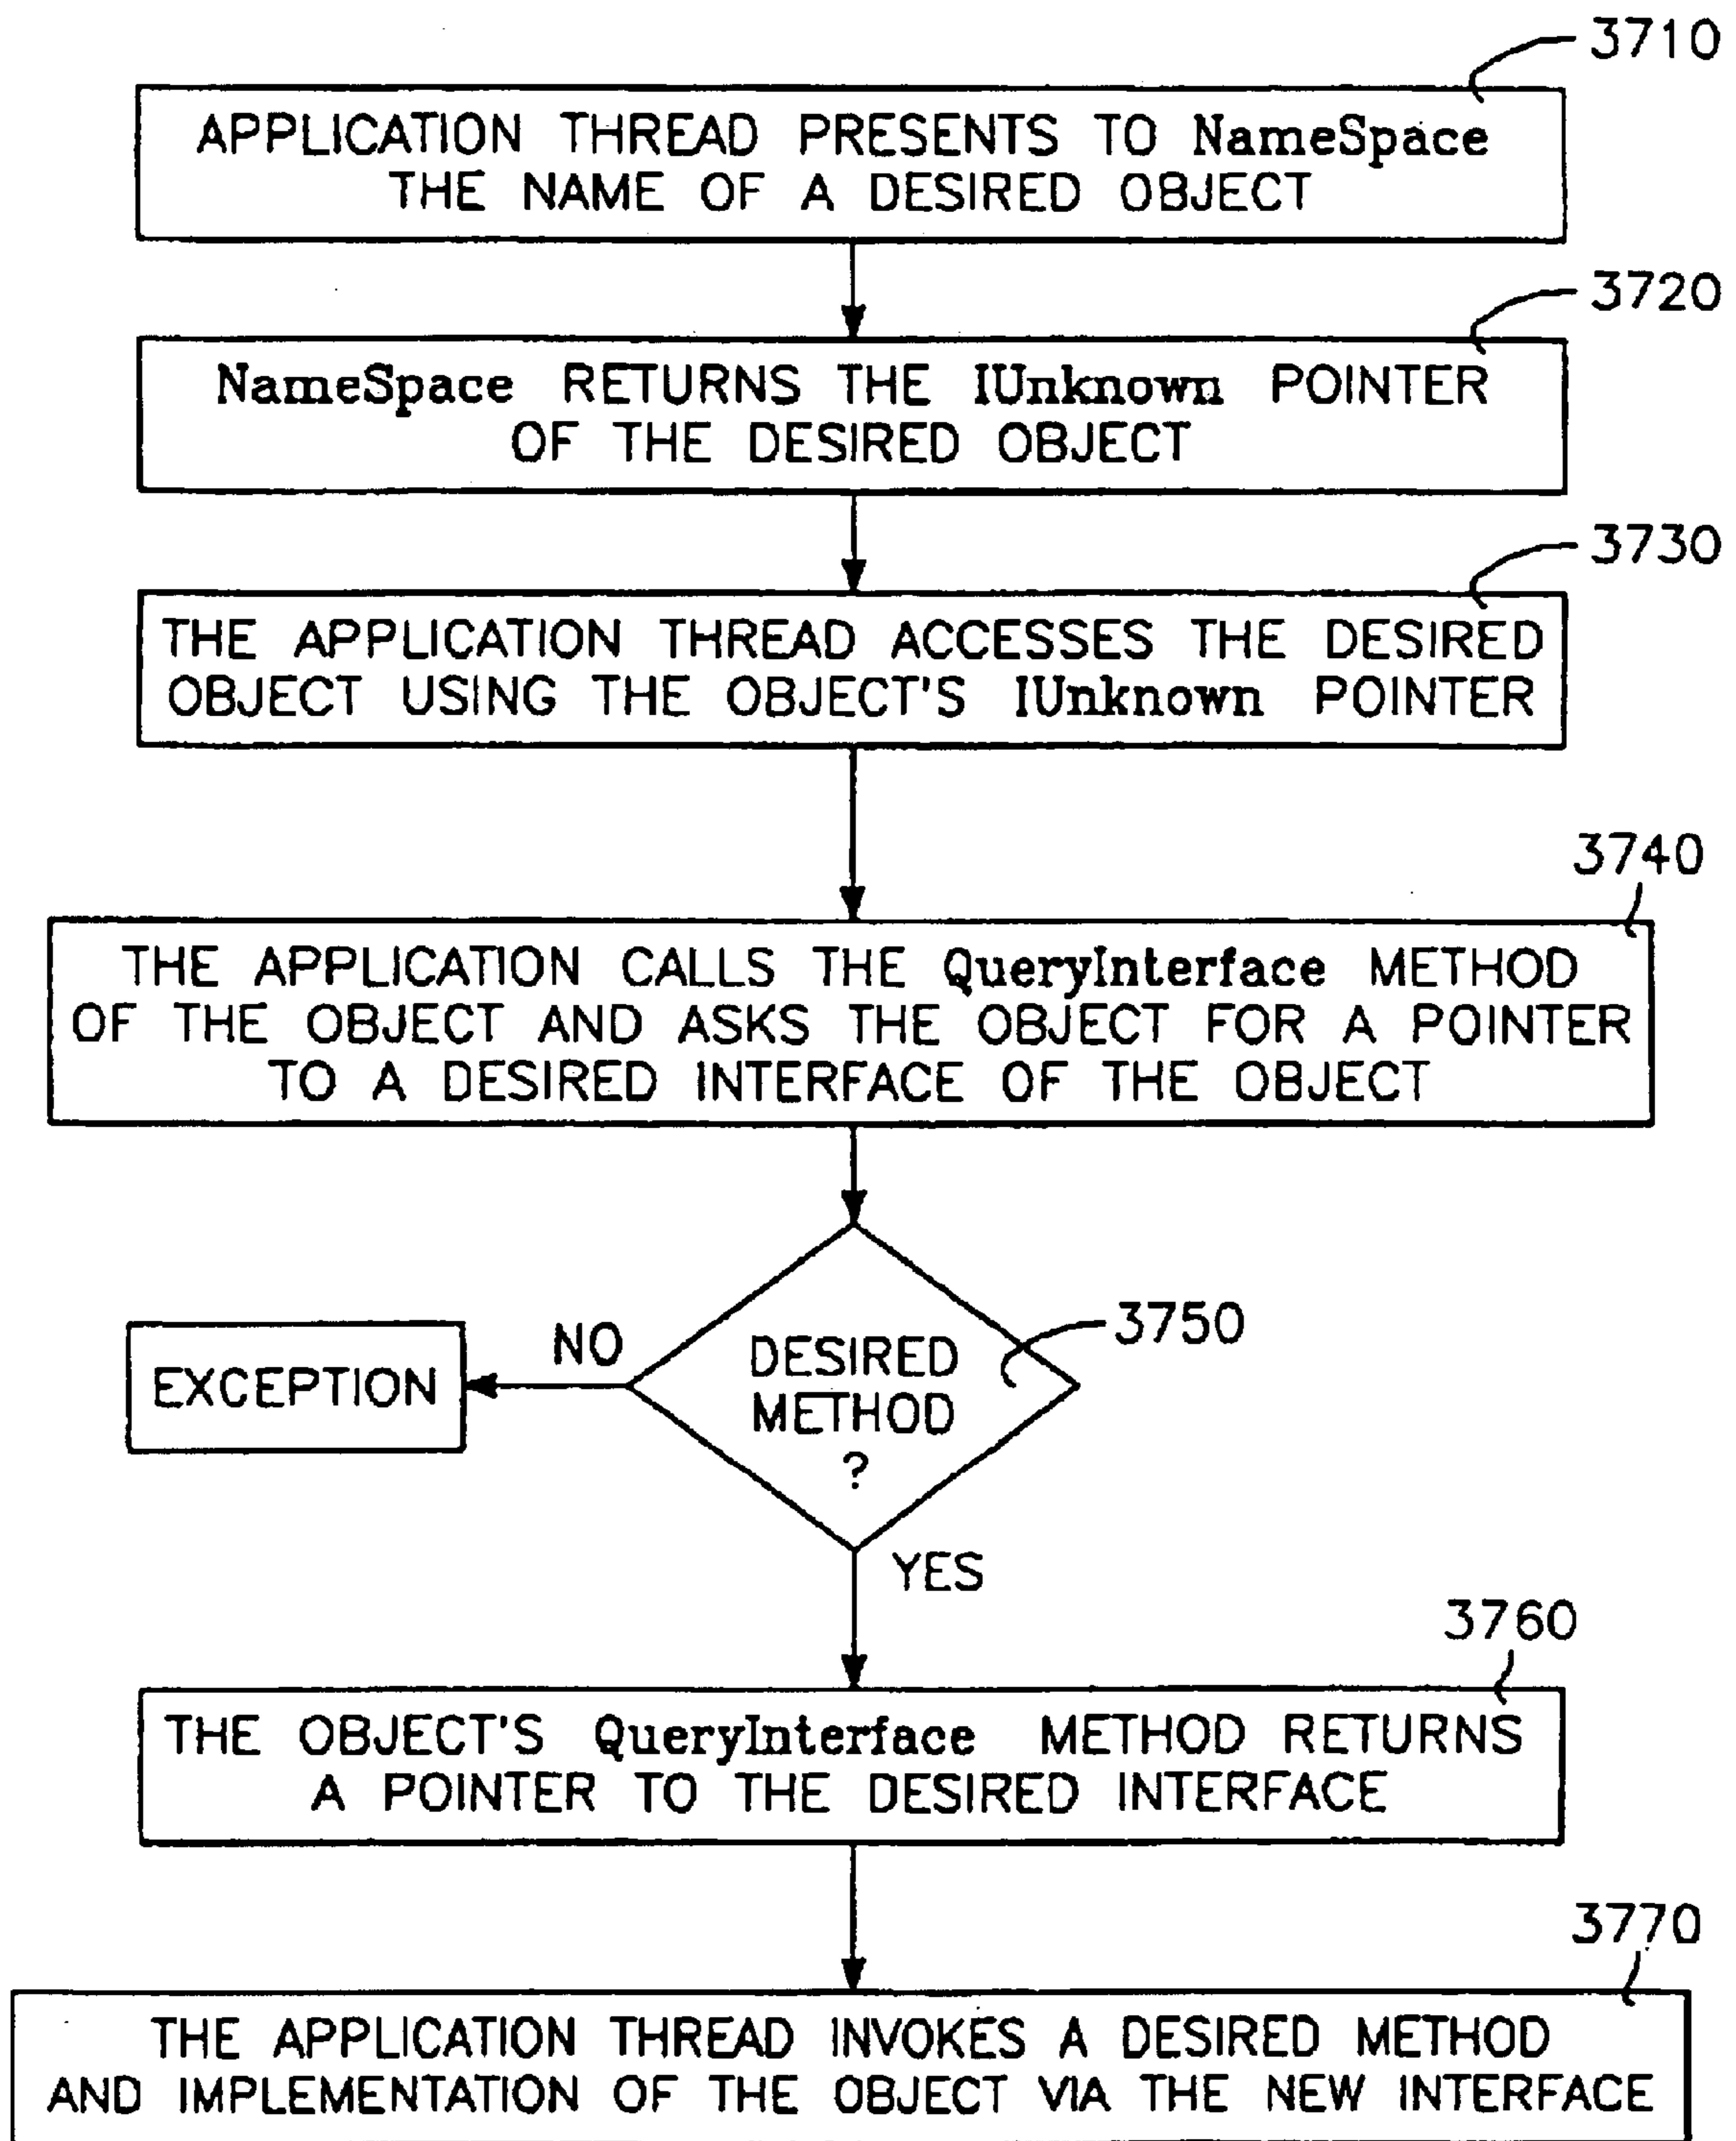 3710
APPLICATION THREAD PRESENTS TO NameSpace
THE NAME OF A DESIRED OBJECT
3720
NameSpace RETURNS THE IUnknown POINTER
OF THE DESIRED OBJECT
3730
THE APPLICATION THREAD ACCESSES THE DESIRED
OBJECT USING THE OBJECT'S IUnknown POINTER
3740
THE APPLICATION CALLS THE QueryInterface METHOD
OF THE OBJECT AND ASKS THE OBJECT FOR A POINTER
TO A DESIRED INTERFACE OF THE OBJECT
3750
DESIRED
METHOD
?
NO
EXCEPTION
YES
3760
THE OBJECT'S QueryInterface METHOD RETURNS
A POINTER TO THE DESIRED INTERFACE
3770
THE APPLICATION THREAD INVOKES A DESIRED METHOD
AND IMPLEMENTATION OF THE OBJECT VIA THE NEW INTERFACE